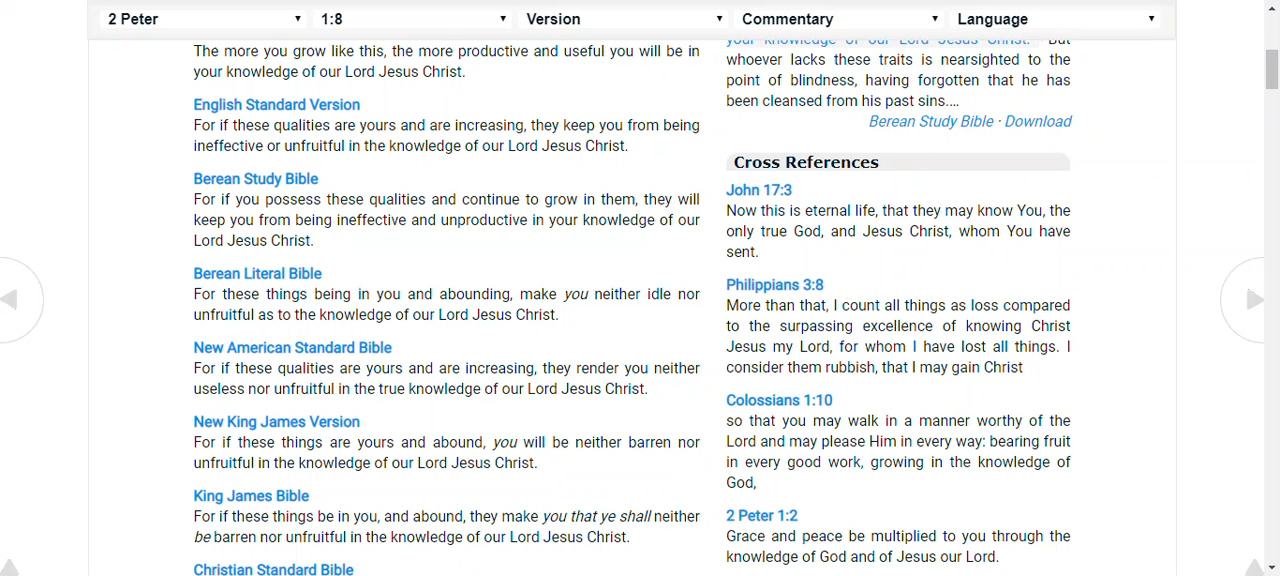 2 Peter 1:8 Version Commentary Language
The more you grow like this, the more productive and useful you will be in
your knowledge of our Lord Jesus Christ.
English Standard Version
For if these qualities are yours and are increasing, they keep you from being
ineffective or unfruitful in the knowledge of our Lord Jesus Christ.
Berean Study Bible
For if you possess these qualities and continue to grow in them, they will
keep you from being ineffective and unproductive in your knowledge of our
Lord Jesus Christ.
Berean Literal Bible
For these things being in you and abounding, make you neither idle nor
unfruitful as to the knowledge of our Lord Jesus Christ.
New American Standard Bible
For if these qualities are yours and are increasing, they render you neither
useless nor unfruitful in the true knowledge of our Lord Jesus Christ.
New King James Version
For if these things are yours and abound, you will be neither barren nor
unfruitful in the knowledge of our Lord Jesus Christ.
King James Bible
For if these things be in you, and abound, they make you that ye shall neither
be barren nor unfruitful in the knowledge of our Lord Jesus Christ.
Christian Standard Bible
your knowledge of our Lord Jesus Christ. But
whoever lacks these traits is nearsighted to the
point of blindness, having forgotten that he has
been cleansed from his past sins.…
Berean Study Bible · Download
Cross References
John 17:3
Now this is eternal life, that they may know You, the
only true God, and Jesus Christ, whom You have
sent.
Philippians 3:8
More than that, I count all things as loss compared
to the surpassing excellence of knowing Christ
Jesus my Lord, for whom I have lost all things. I
consider them rubbish, that I may gain Christ
Colossians 1:10
so that you may walk in a manner worthy of the
Lord and may please Him in every way: bearing fruit
in every good work, growing in the knowledge of
God,
2 Peter 1:2
Grace and peace be multiplied to you through the
knowledge of God and of Jesus our Lord.